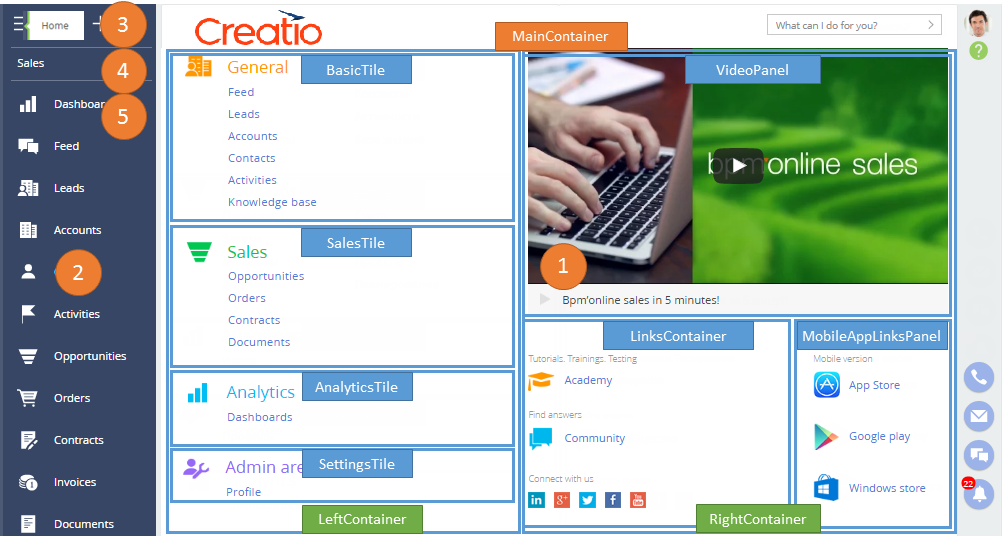 Home
3
Sales
4
Dashboar
5
Feed
Leads
Accounts
2
Activities
Opportunities
Orders
Contracts
Invoices
Documents
Creatio
MainContainer
What can I do for you?
?
General
BasicTile
Feed
Leads
Accounts
Contacts
Activities
Knowledge base
Sales
SalesTile
Opportunities
Orders
Contracts
Documents
Analytics
AnalyticsTile
Dashboards
Admin are
SettingsTile
Profile
LeftContainer
VideoPanel
bpm'online sales
1
Bpm'online sales in 5 minutes!
LinksContainer
Tutorials. Trainings. Testing
Academy
Find answers
Community
Connect with us
in
g+
f
You
Tube
MobileAppLinksPanel
Mobile version
App Store
Google play
Windows store
RightContainer
22